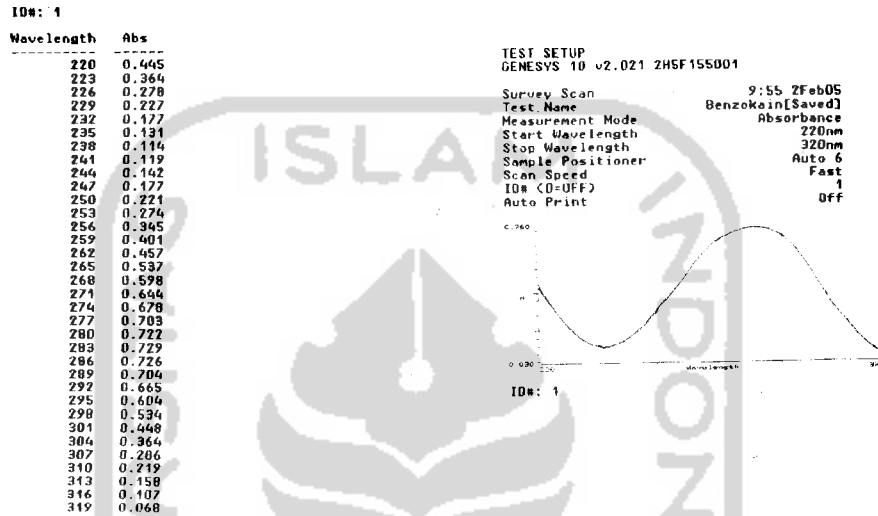 ID#: 1
Wavelength Abs
220 0.445
223 0.364
226 0.278
229 0.227
232 0.177
235 0.131
238 0.114
241 0.119
244 0.142
247 0.177
250 0.221
253 0.274
256 0.345
259 0.401
262 0.457
265 0.537
268 0.598
271 0.644
274 0.678
277 0.703
280 0.722
283 0.729
286 0.726
289 0.704
292 0.665
295 0.604
298 0.534
301 0.448
304 0.364
307 0.286
310 0.219
313 0.158
316 0.107
319 0.068
TEST SETUP
GENESYS 10 v2.021 2H5F155001
Survey Scan 9:55 2Feb05
Test Name Benzokain[Saved]
Measurement Mode Absorbance
Start Wavelength 220nm
Stop Wavelength 320nm
Sample Positioner Auto 6
Scan Speed Fast
ID# (0=OFF) 1
Auto Print Off
0.760
0.030
Wavelength
ID#: 1
ISLAM
INDON